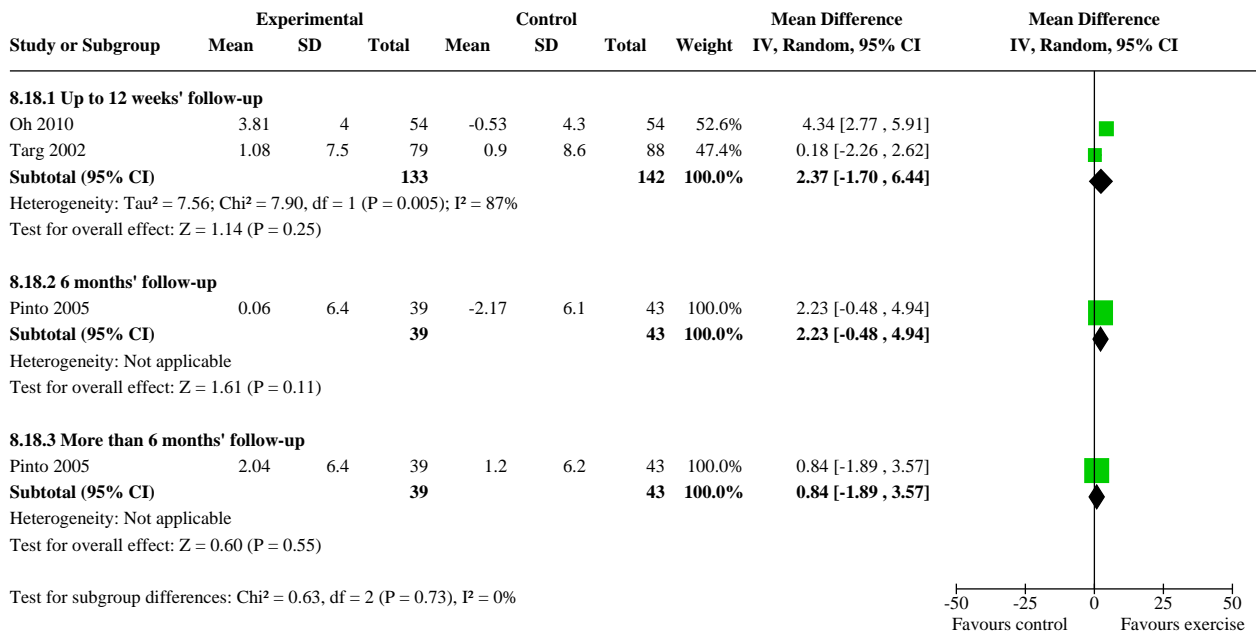 Experimental Control Mean Difference Mean Difference
Study or Subgroup Mean SD Total Mean SD Total Weight IV, Random, 95% CI IV, Random, 95% CI
8.18.1 Up to 12 weeks' follow-up
Oh 2010 3.81 4 54 -0.53 4.3 54 52.6% 4.34 [2.77 , 5.91]
Targ 2002 1.08 7.5 79 0.9 8.6 88 47.4% 0.18 [-2.26 , 2.62]
Subtotal (95% CI) 133 142 100.0% 2.37 [-1.70 , 6.44]
Heterogeneity: Tau² = 7.56; Chi² = 7.90, df = 1 (P = 0.005); I² = 87%
Test for overall effect: Z = 1.14 (P = 0.25)
8.18.2 6 months' follow-up
Pinto 2005 0.06 6.4 39 -2.17 6.1 43 100.0% 2.23 [-0.48 , 4.94]
Subtotal (95% CI) 39 43 100.0% 2.23 [-0.48 , 4.94]
Heterogeneity: Not applicable
Test for overall effect: Z = 1.61 (P = 0.11)
8.18.3 More than 6 months' follow-up
Pinto 2005 2.04 6.4 39 1.2 6.2 43 100.0% 0.84 [-1.89 , 3.57]
Subtotal (95% CI) 39 43 100.0% 0.84 [-1.89 , 3.57]
Heterogeneity: Not applicable
Test for overall effect: Z = 0.60 (P = 0.55)
Test for subgroup differences: Chi² = 0.63, df = 2 (P = 0.73), I² = 0%
-50 -25 0 25 50
Favours control Favours exercise